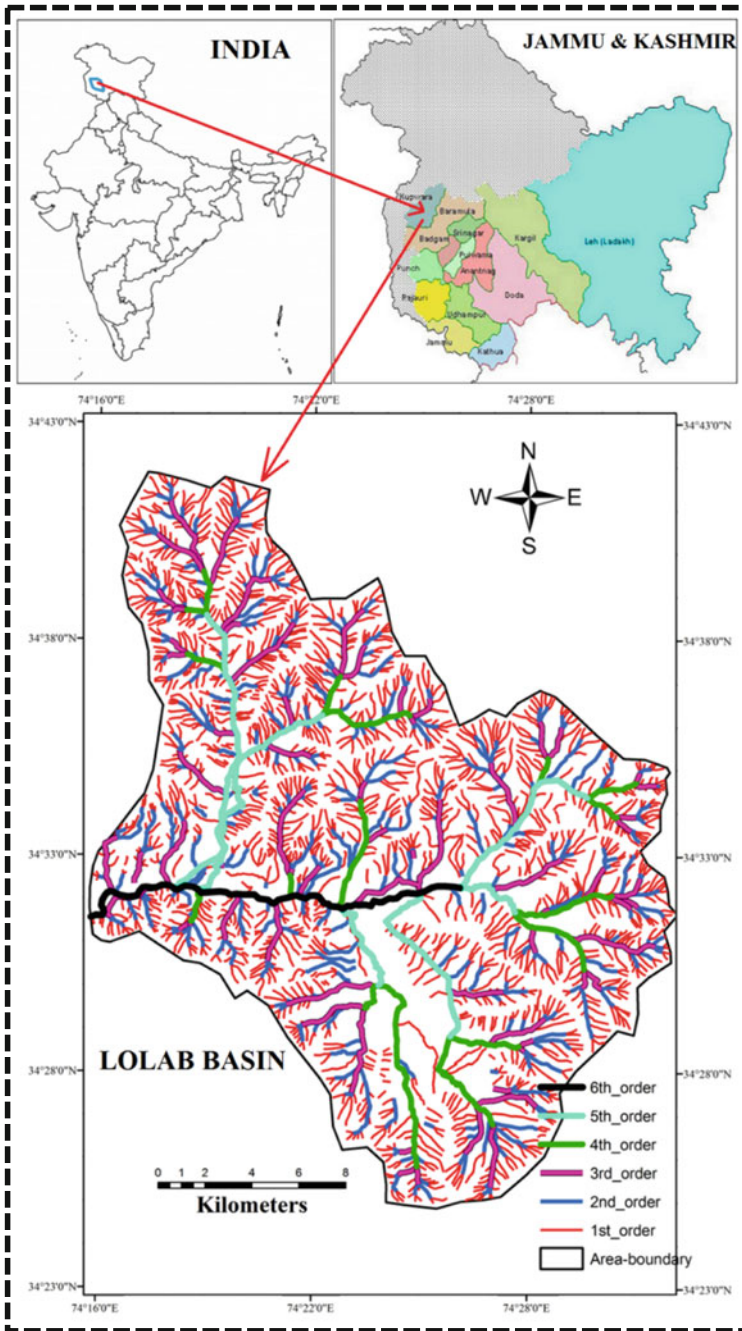 INDIA
JAMMU & KASHMIR
Kupwara
Baramula
Srinagar
Badgam
Pulwama
Anantnag
Kargil
Leh (Ladakh)
Punch
Rajauri
Doda
Udhampur
Jammu
Kathua
74°16'0"E
74°22'0"E
74°28'0"E
34°43'0"N
34°43'0"N
N
W
E
S
34°38'0"N
34°38'0"N
34°33'0"N
34°33'0"N
LOLAB BASIN
34°28'0"N
34°28'0"N
6th_order
5th_order
4th_order
3rd_order
2nd_order
1st_order
Area-boundary
0 1 2 4 6 8
Kilometers
34°23'0"N
34°23'0"N
74°16'0"E
74°22'0"E
74°28'0"E